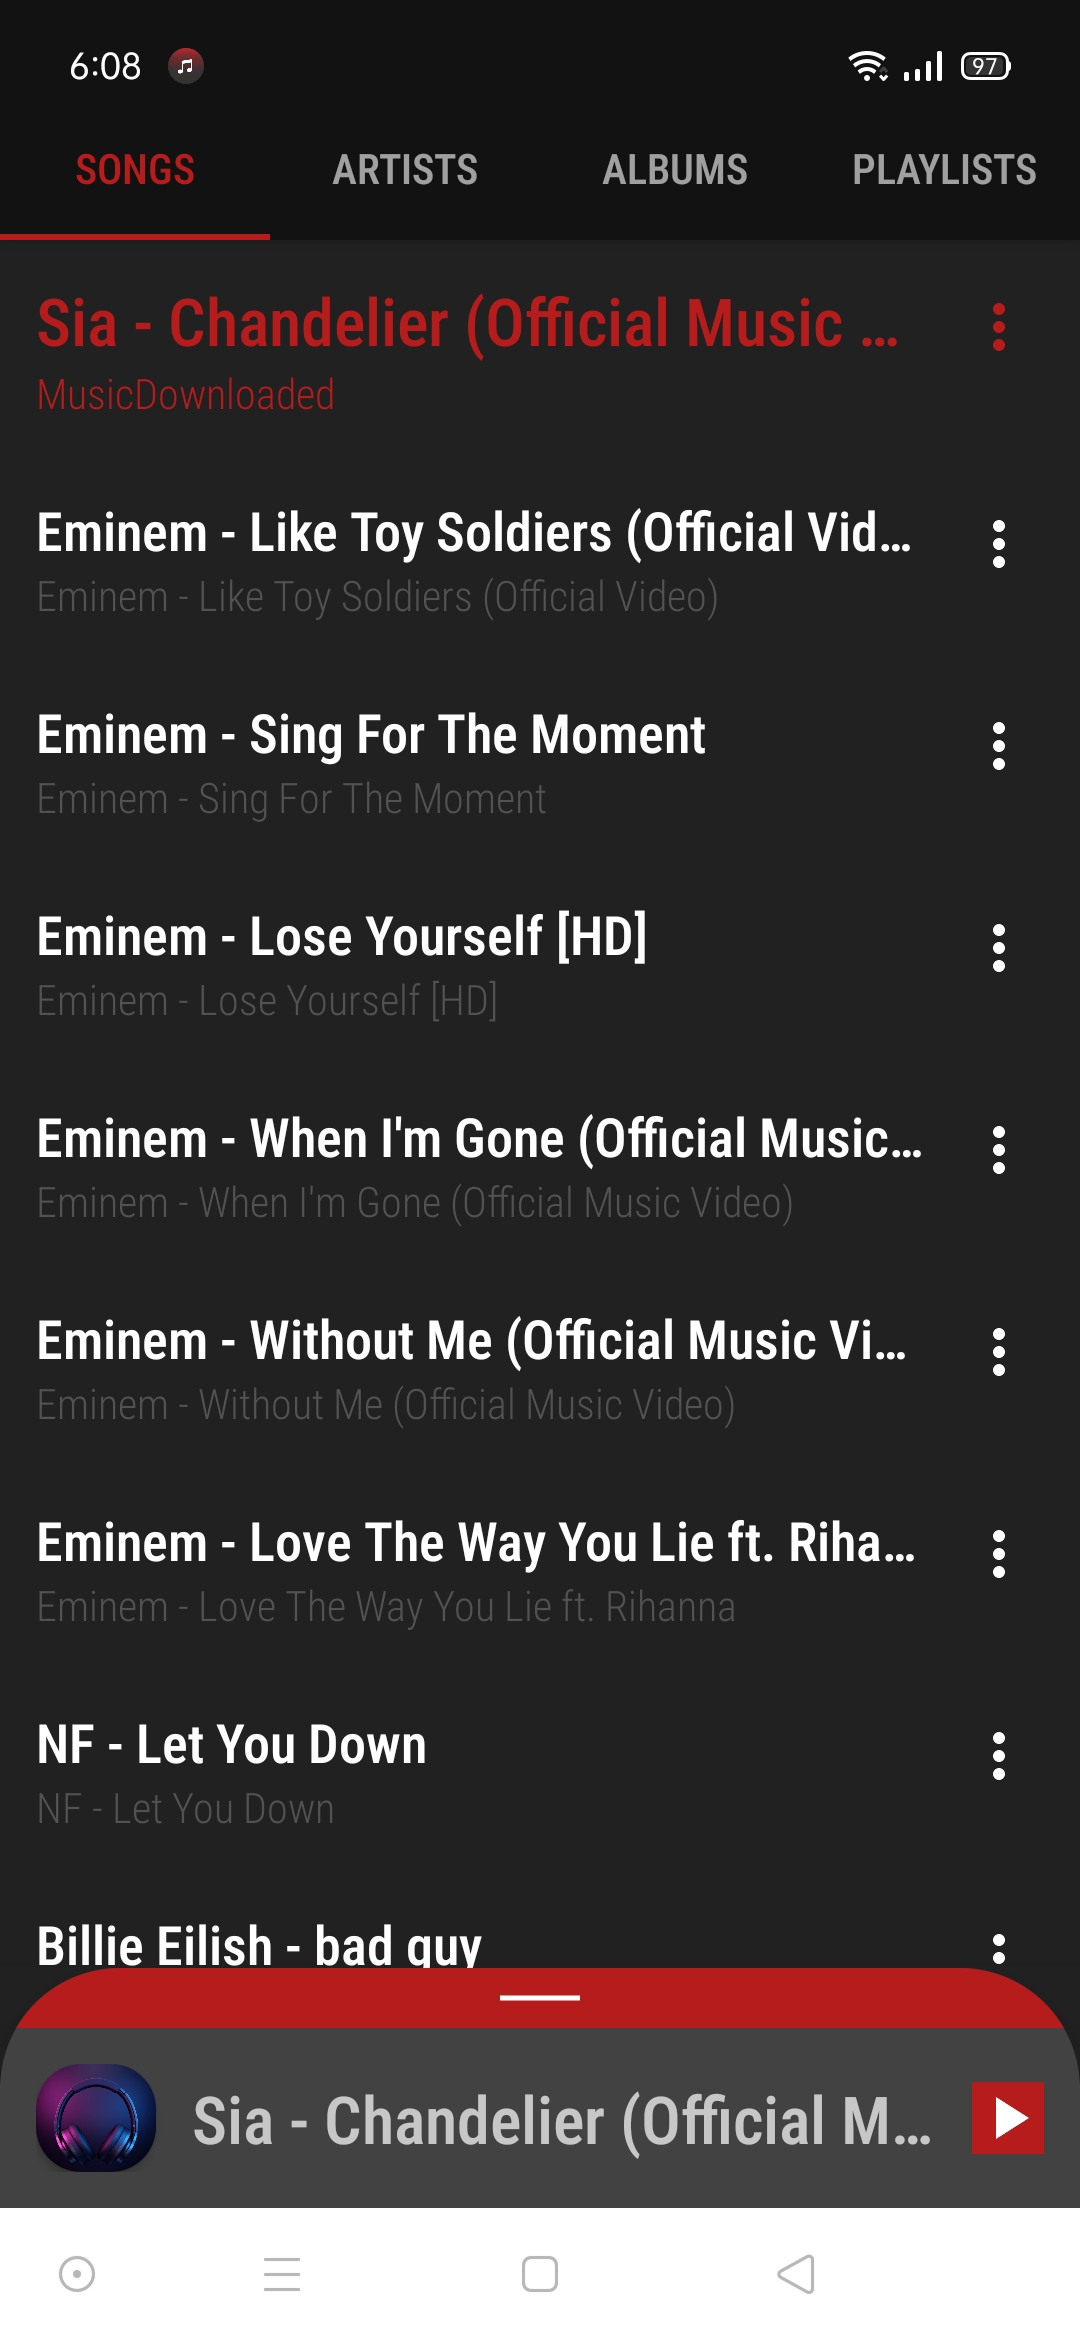 6:08
97
SONGS ARTISTS ALBUMS PLAYLISTS
Sia - Chandelier (Official Music ...
MusicDownloaded
Eminem - Like Toy Soldiers (Official Vid...
Eminem - Like Toy Soldiers (Official Video)
Eminem - Sing For The Moment
Eminem - Sing For The Moment
Eminem - Lose Yourself [HD]
Eminem - Lose Yourself [HD]
Eminem - When I'm Gone (Official Music...
Eminem - When I'm Gone (Official Music Video)
Eminem - Without Me (Official Music Vi...
Eminem - Without Me (Official Music Video)
Eminem - Love The Way You Lie ft. Riha...
Eminem - Love The Way You Lie ft. Rihanna
NF - Let You Down
NF - Let You Down
Billie Eilish - bad guy
Sia - Chandelier (Official M...